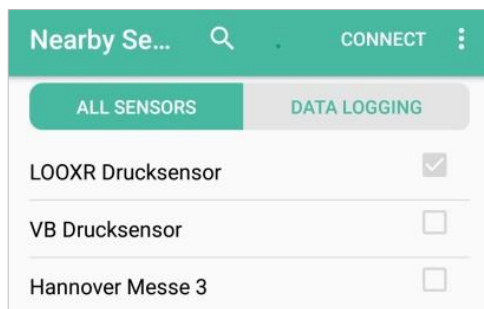 Nearby Se... CONNECT
ALL SENSORS DATA LOGGING
LOOXR Drucksensor
VB Drucksensor
Hannover Messe 3